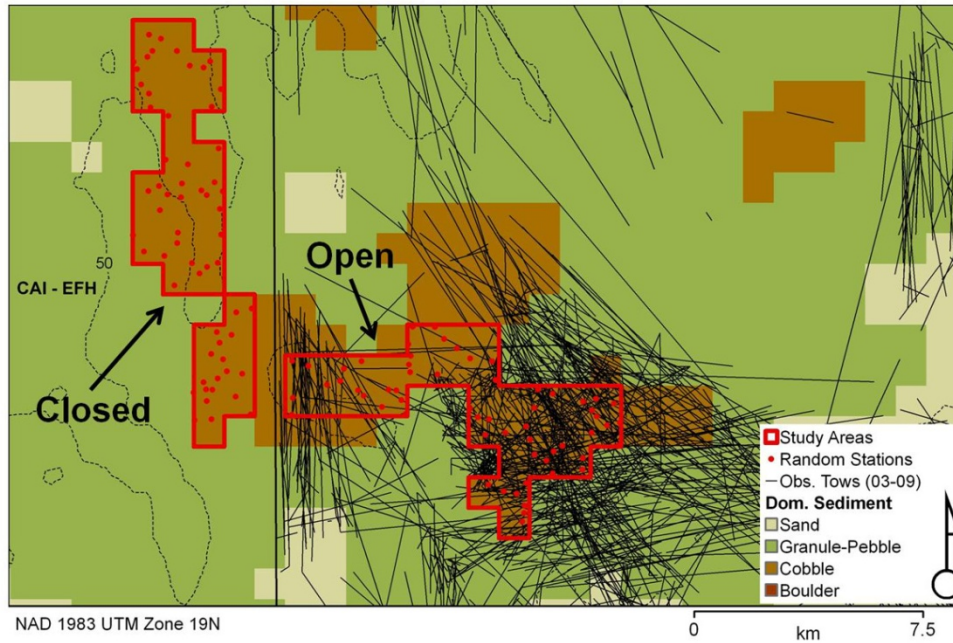 50
Open
CAI - EFH
Closed
Study Areas
Random Stations
Obs. Tows (03-09)
Dom. Sediment
Sand
Granule-Pebble
Cobble
Boulder
NAD 1983 UTM Zone 19N
0 7.5
km